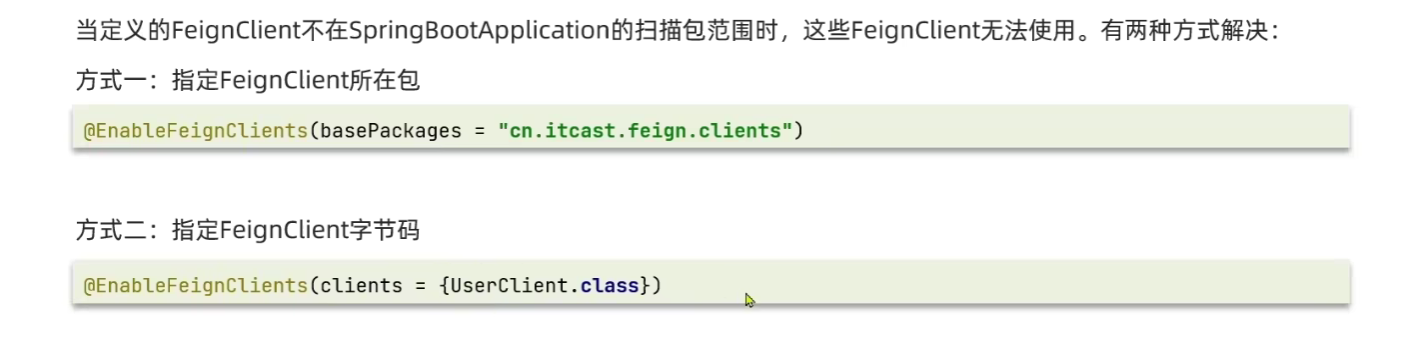 当定义的FeignClient不在SpringBootApplication的扫描包范围时，这些FeignClient无法使用。有两种方式解决：
方式一：指定FeignClient所在包
@EnableFeignClients(basePackages = "cn.itcast.feign.clients")
方式二：指定FeignClient字节码
@EnableFeignClients(clients = {UserClient.class})